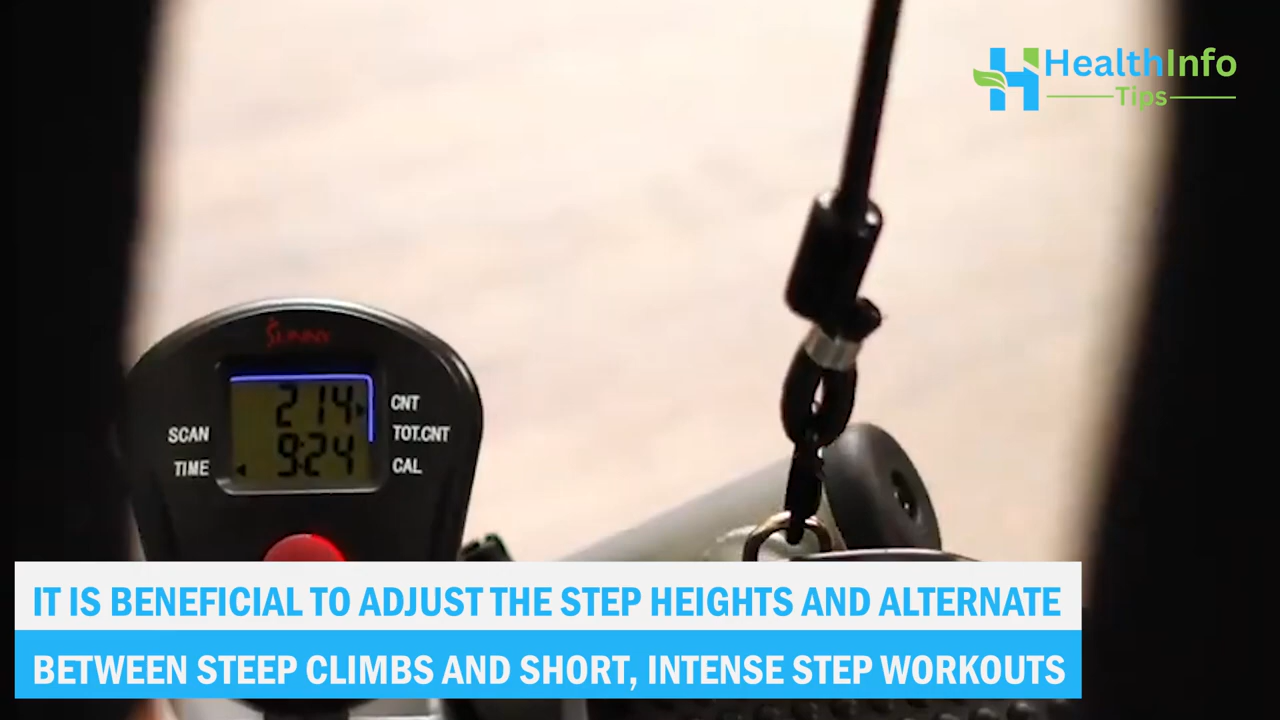 HealthInfo
Tips
SUNNY
214
CNT
SCAN
TOT.CNT
9:24
TIME
CAL
IT IS BENEFICIAL TO ADJUST THE STEP HEIGHTS AND ALTERNATE
BETWEEN STEEP CLIMBS AND SHORT, INTENSE STEP WORKOUTS